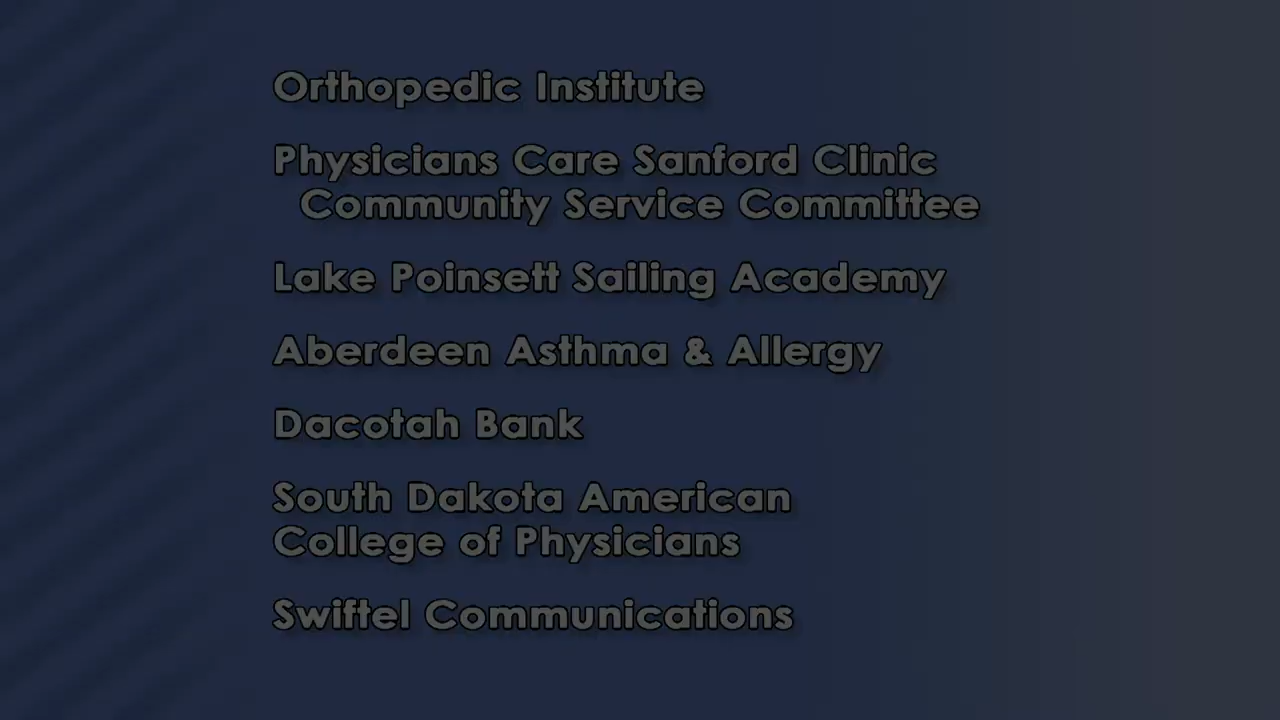 Orthopedic Institute
Physicians Care Sanford Clinic
Community Service Committee
Lake Poinsett Sailing Academy
Aberdeen Asthma & Allergy
Dacotah Bank
South Dakota American
College of Physicians
Swiftel Communications